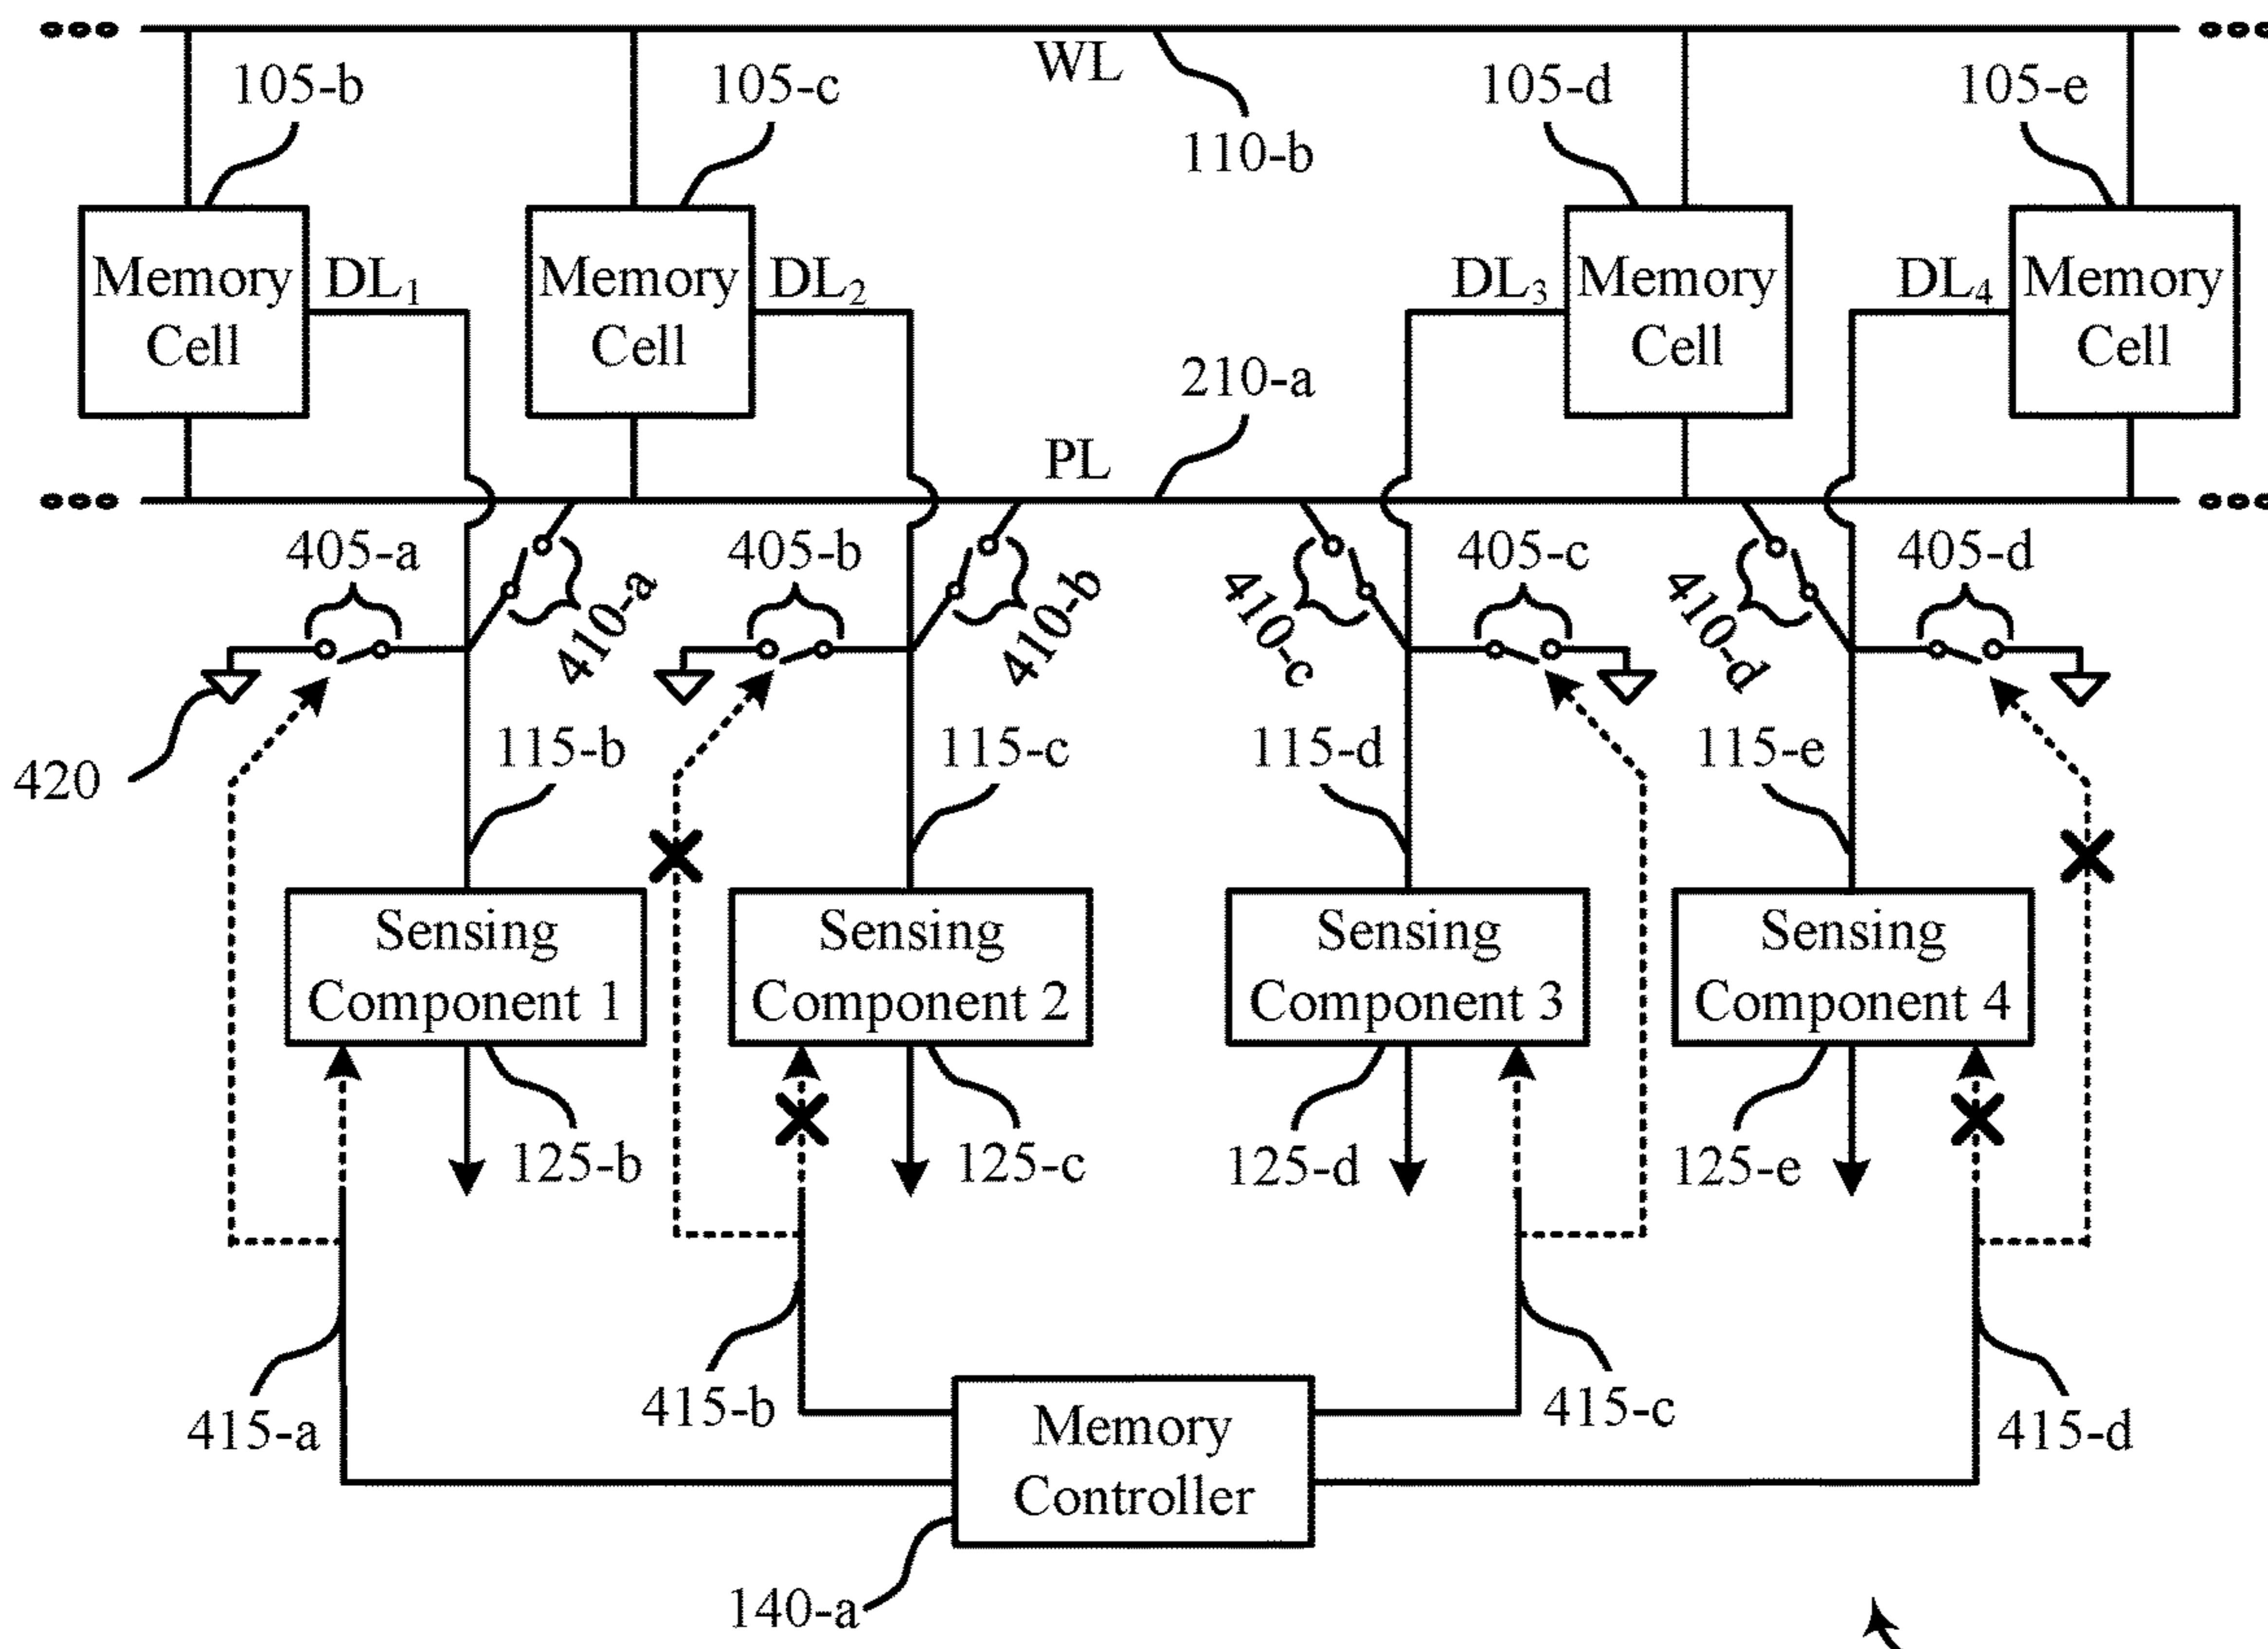 WL
105-b
105-c
105-d
105-e
110-b
Memory
Cell
DL1
Memory
Cell
DL2
DL3
Memory
Cell
DL4
Memory
Cell
210-a
PL
405-a
410-a
405-b
410-b
410-c
405-c
410-d
405-d
420
115-b
115-c
115-d
115-e
Sensing
Component 1
Sensing
Component 2
Sensing
Component 3
Sensing
Component 4
125-b
125-c
125-d
125-e
415-a
415-b
415-c
415-d
Memory
Controller
140-a